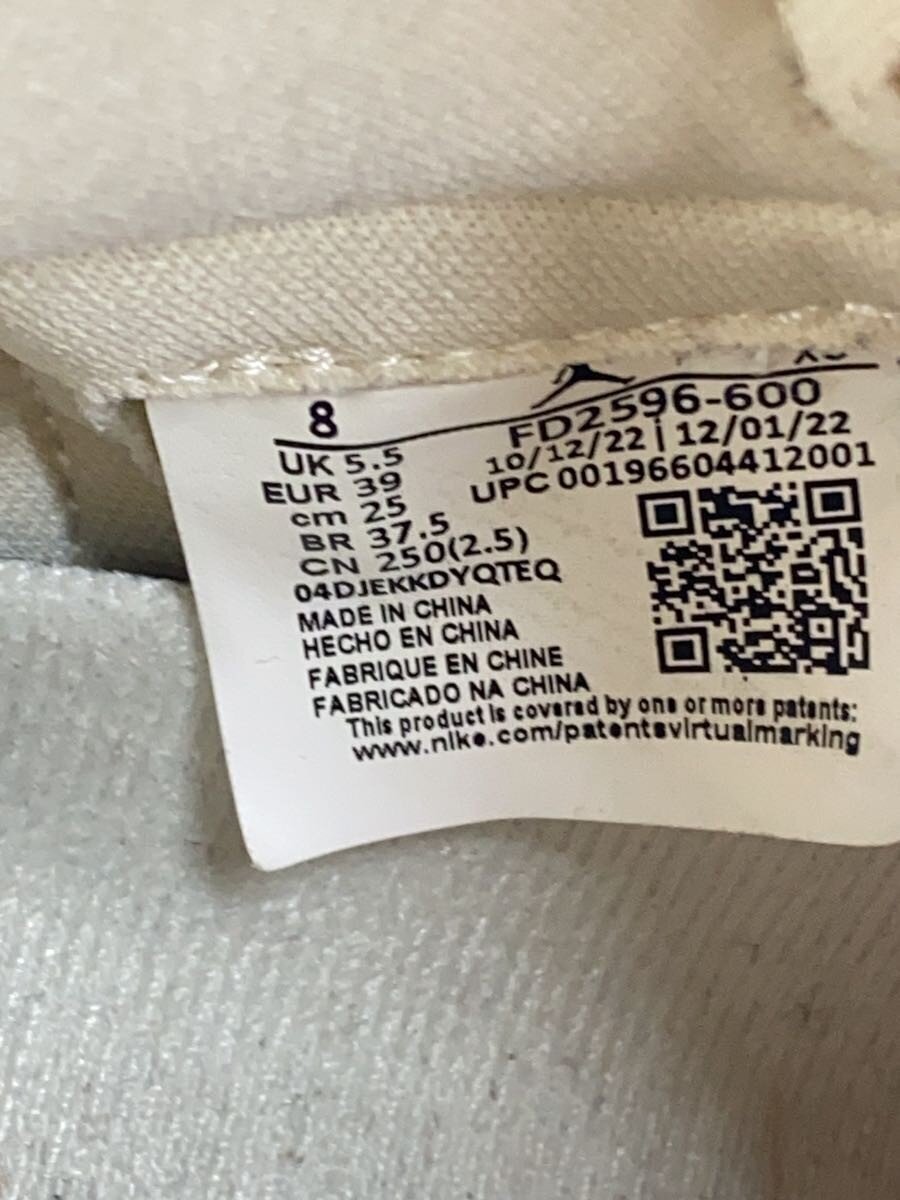 8
UK 5.5
EUR 39
cm 25
BR 37.5
CN 250(2.5)
04DJEKKDYQTEQ
MADE IN CHINA
HECHO EN CHINA
FABRIQUE EN CHINE
FABRICADO NA CHINA
FD2596-600
10/12/22 | 12/01/22
UPC 00196604412001
This product is covered by one or more patents:
www.nike.com/patentsvirtualmarking